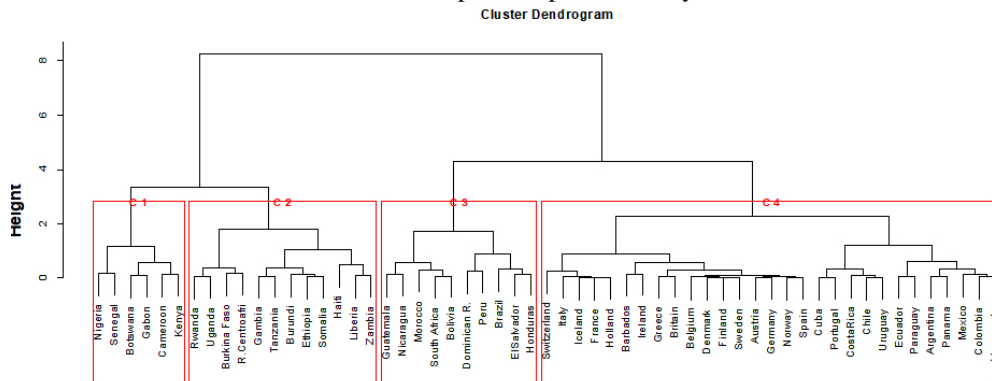 Cluster Dendrogram
Height
8
6
4
2
0
C 1
C 2
C 3
C 4
Nigeria
Senegal
Botswana
Gabon
Cameroon
Kenya
Rwanda
Uganda
Burkina Faso
R.Centroafri
Gambia
Tanzania
Burundi
Ethiopia
Somalia
Haiti
Liberia
Zambia
Guatemala
Nicaragua
Morocco
South Africa
Bolivia
Dominican R.
Peru
Brazil
ElSalvador
Honduras
Switzerland
Italy
Iceland
France
Holland
Barbados
Ireland
Greece
Britain
Belgium
Denmark
Finland
Sweden
Austria
Germany
Norway
Spain
Cuba
Portugal
CostaRica
Chile
Uruguay
Ecuador
Paraguay
Argentina
Panama
Mexico
Colombia